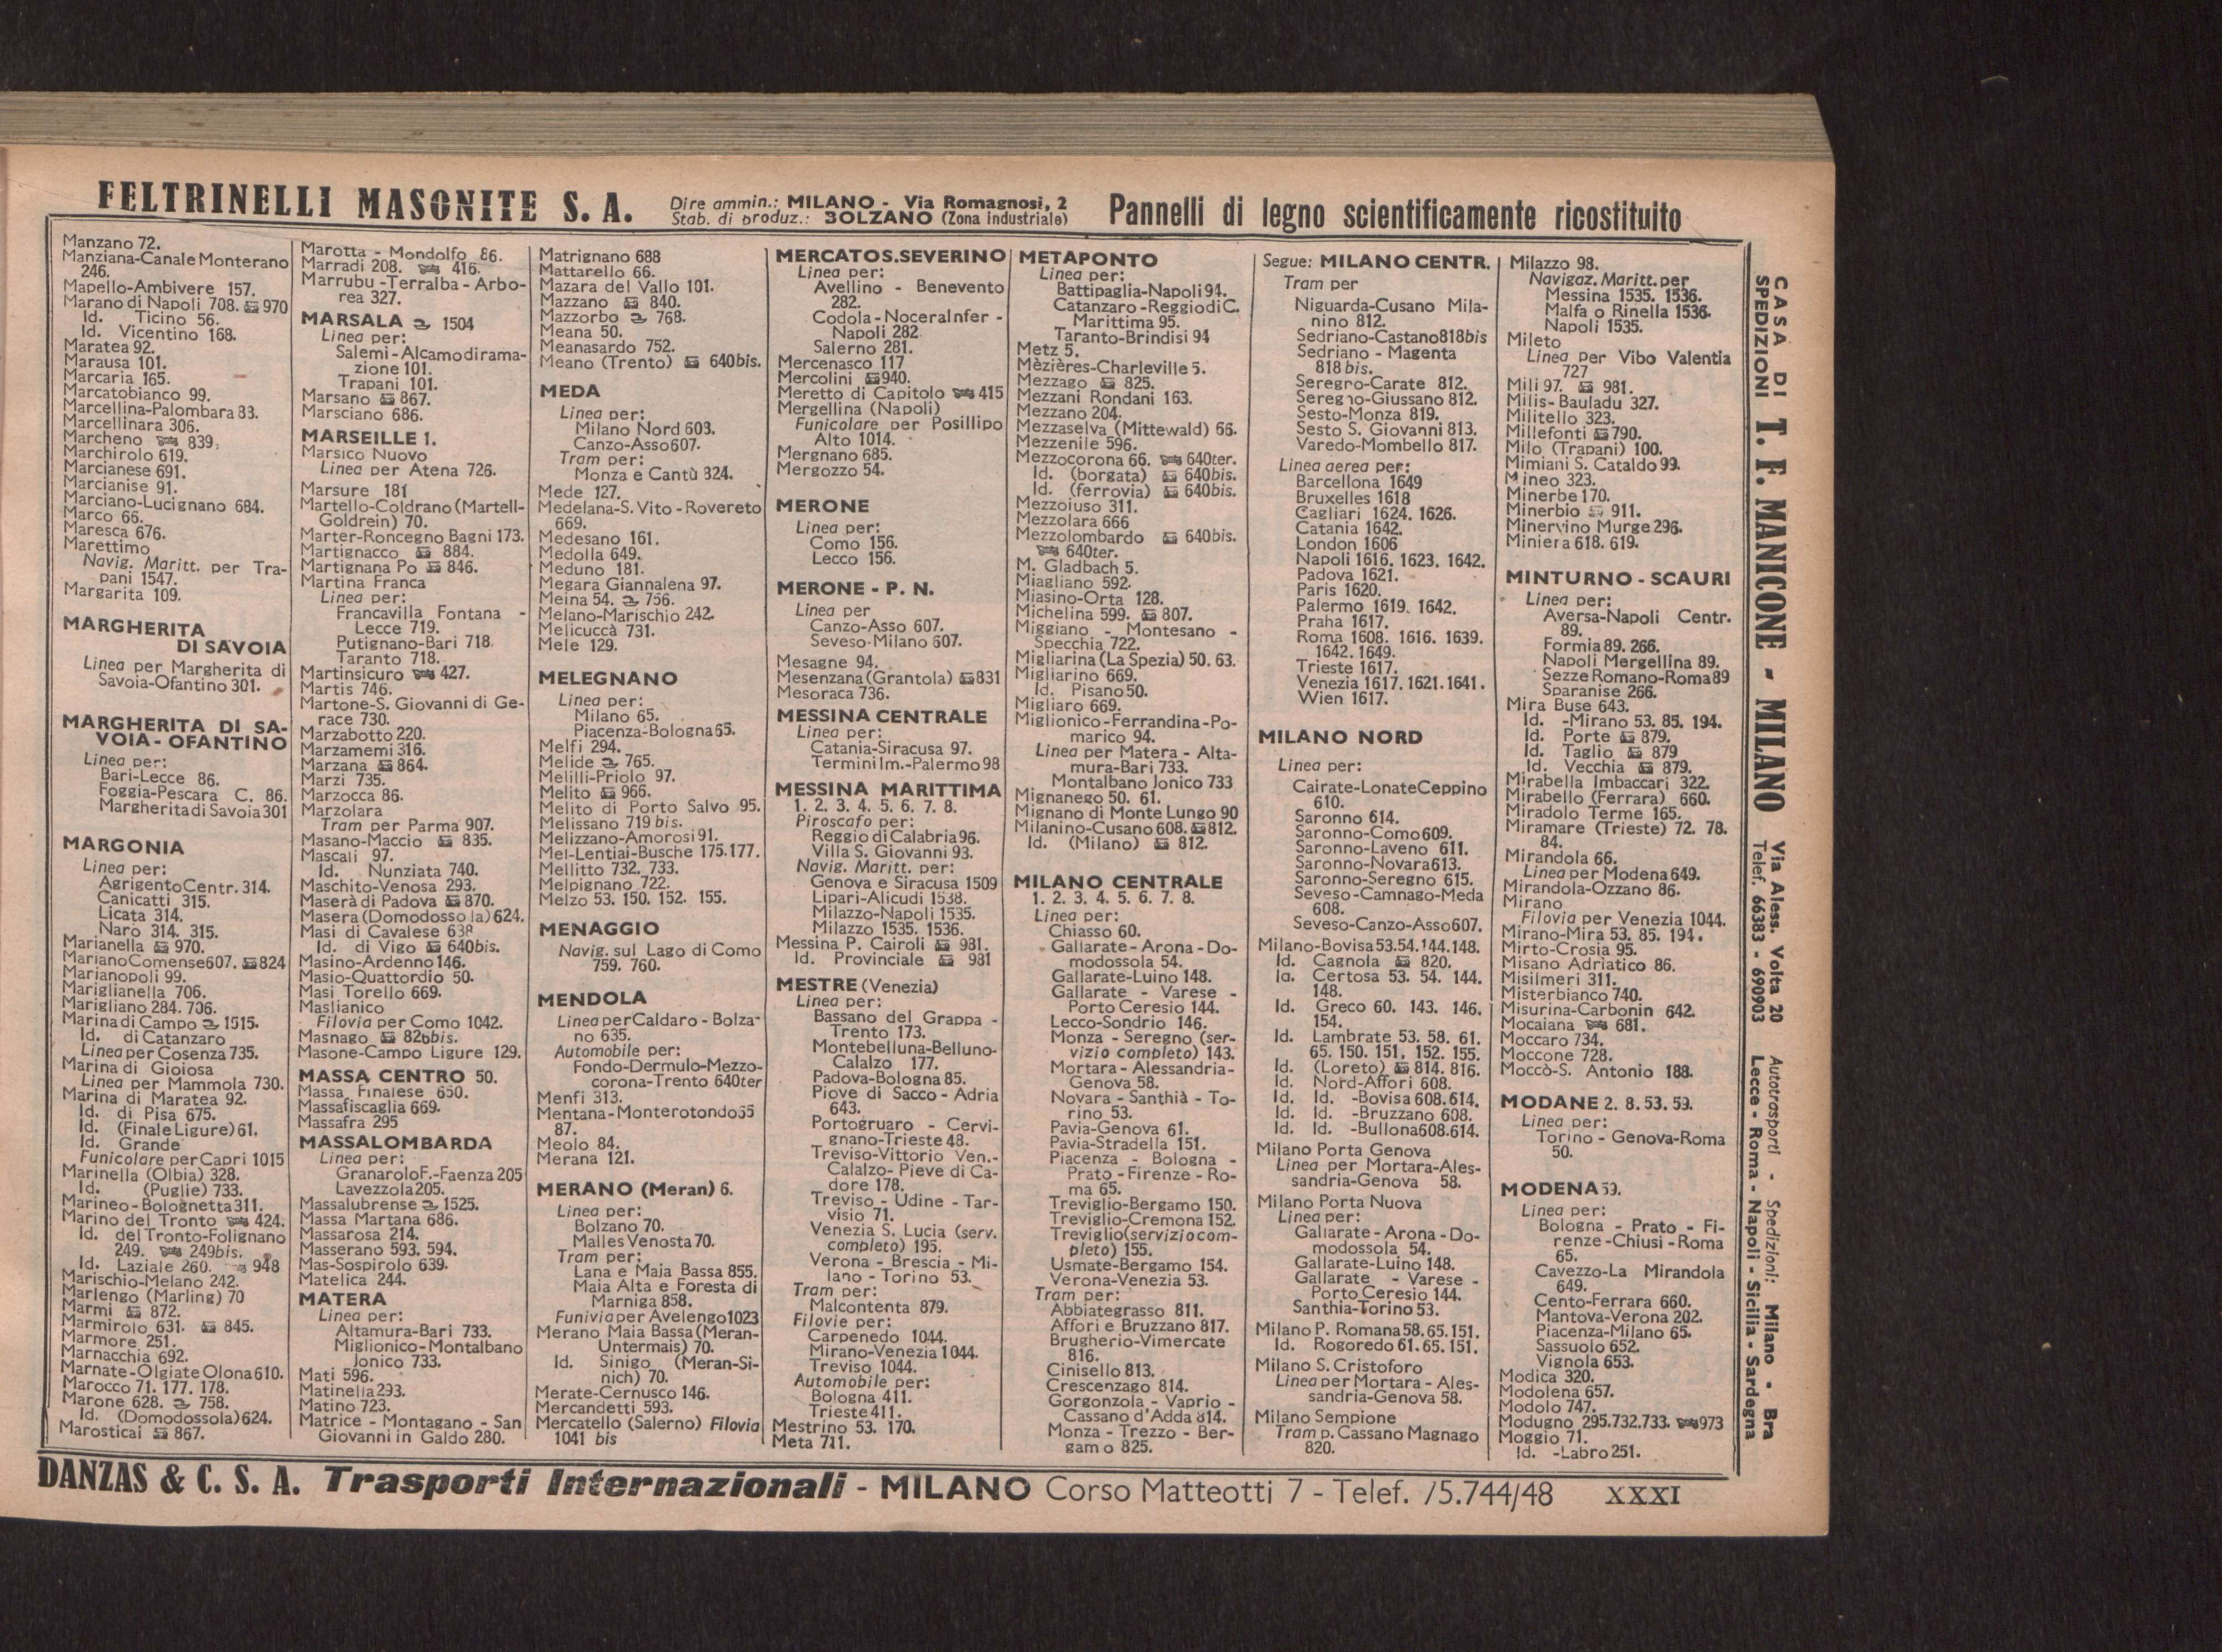 FELTRINELLI MASONITE S. A. Dire ammin.: MILANO - Via Romagnosi, 2 Pannelli di legno scientificamente ricostituito
Stab. di produz.: BOLZANO (Zona industriale)
Manzano 72.
Manziana-Canale Monterano
246.
Mapello-Ambivere 157.
Marano di Napoli 708. 970
Id. Ticino 56.
Id. Vicentino 168.
Maratea 92.
Marausa 101.
Marcaria 165.
Marcatobianco 99.
Marcellina-Palombara 83.
Marcellinara 306.
Marcheno 839.
Marchirolo 619.
Marcianese 691.
Marcianise 91.
Marciano-Lucignano 684.
Marco 66.
Maresca 676.
Marettimo
Navig. Maritt. per Tra-
pani 1547.
Margarita 109.
MARGHERITA
DI SAVOIA
Linea per Margherita di
Savoia-Ofantino 301.
MARGHERITA DI SA-
VOIA - OFANTINO
Linea per:
Bari-Lecce 86.
Foggia-Pescara C. 86.
Margherita di Savoia 301
MARGONIA
Linea per:
Agrigento Centr. 314.
Canicatti 315.
Licata 314.
Naro 314. 315.
Marianella 970.
Mariano Comense 607. 824
Marianopoli 99.
Mariglianella 706.
Marigliano 284. 706.
Marina di Campo 1515.
Id. di Catanzaro
Linea per Cosenza 735.
Marina di Gioiosa
Linea per Mammola 730.
Marina di Maratea 92.
Id. di Pisa 675.
Id. (Finale Ligure) 61.
Id. Grande
Funicolare per Capri 1015
Marinella (Olbia) 328.
Id. (Puglie) 733.
Marineo-Bolognetta 311.
Marino del Tronto 424.
Id. del Tronto-Folignano
249. 249bis.
Id. Laziale 260. 948
Marischio-Melano 242.
Marlengo (Marling) 70
Marmi 872.
Marmirolo 631. 845.
Marmore 251.
Marnacchia 692.
Marnate-Olgiate Olona 610.
Marocco 71. 177. 178.
Marone 628. 758.
Id. (Domodossola) 624.
Marosticai 867.
Marotta - Mondolfo 86.
Marradi 208. 416.
Marrubu - Terralba - Arbo-
rea 327.
MARSALA 1504
Linea per:
Salemi - Alcamo dirama-
zione 101.
Trapani 101.
Marsano 867.
Marsciano 686.
MARSEILLE 1.
Marsico Nuovo
Linea per Atena 726.
Marsure 181
Martello-Coldrano (Martell-
Goldrein) 70.
Marter-Roncegno Bagni 173.
Martignacco 884.
Martignana Po 846.
Martina Franca
Linea per:
Francavilla Fontana -
Lecce 719.
Putignano-Bari 718.
Taranto 718.
Martinsicuro 427.
Martis 746.
Martone-S. Giovanni di Ge-
race 730.
Marzabotto 220.
Marzamemi 316.
Marzana 864.
Marzi 735.
Marzocca 86.
Marzolara
Tram per Parma 907.
Masano-Maccio 835.
Mascali 97.
Id. Nunziata 740.
Maschito-Venosa 293.
Maserà di Padova 870.
Masera (Domodossola) 624.
Masi di Cavalese 638
Id. di Vigo 640bis.
Masino-Ardenno 146.
Masio-Quattordio 50.
Masi Torello 669.
Maslianico
Filovia per Como 1042.
Masnago 826bis.
Masone-Campo Ligure 129.
MASSA CENTRO 50.
Massa Finalese 650.
Massafiscaglia 669.
Massafra 295
MASSALOMBARDA
Linea per:
Granarolo F.-Faenza 205
Lavezzola 205.
Massalubrense 1525.
Massa Martana 686.
Massarosa 214.
Masserano 593. 594.
Mas-Sospirolo 639.
Matelica 244.
MATERA
Linea per:
Altamura-Bari 733.
Miglionico-Montalbano
Jonico 733.
Mati 596.
Matinella 293.
Matino 723.
Matrice - Montagano - San
Giovanni in Galdo 280.
Matrignano 688
Mattarello 66.
Mazara del Vallo 101.
Mazzano 840.
Mazzorbo 768.
Meana 50.
Meanasardo 752.
Meano (Trento) 640bis.
MEDA
Linea per:
Milano Nord 603.
Canzo-Asso 607.
Tram per:
Monza e Cantù 824.
Mede 127.
Medelana-S. Vito - Rovereto
669.
Medesano 161.
Medolla 649.
Meduno 181.
Megara Giannalena 97.
Meina 54. 756.
Melano-Marischio 242.
Melicuccà 731.
Mele 129.
MELEGNANO
Linea per:
Milano 65.
Piacenza-Bologna 65.
Melfi 294.
Melide 765.
Melilli-Priolo 97.
Melito 966.
Melito di Porto Salvo 95.
Melissano 719 bis.
Melizzano-Amorosi 91.
Mel-Lentiai-Busche 175.177.
Mellitto 732. 733.
Melpignano 722.
Melzo 53. 150. 152. 155.
MENAGGIO
Navig. sul Lago di Como
759. 760.
MENDOLA
Linea per Caldaro - Bolza-
no 635.
Automobile per:
Fondo-Dermulo-Mezzo-
corona-Trento 640ter
Menfi 313.
Mentana-Monterotondo
87.
Meolo 84.
Merana 121.
MERANO (Meran) 6.
Linea per:
Bolzano 70.
Malles Venosta 70.
Tram per:
Lana e Maia Bassa 855.
Maia Alta e Foresta di
Marniga 858.
Funivia per Avelengo 1023
Merano Maia Bassa (Meran-
Untermais) 70.
Id. Sinigo (Meran-Si-
nich) 70.
Merate-Cernusco 146.
Mercandetti 593.
Mercatello (Salerno) Filovia
1041 bis
MERCATO S. SEVERINO
Linea per:
Avellino - Benevento
282.
Codola - Nocera Infer -
Napoli 282.
Salerno 281.
Mercenasco 117
Mercolini 940.
Meretto di Capitolo 415
Mergellina (Napoli)
Funicolare per Posillipo
Alto 1014.
Mergnano 685.
Mergozzo 54.
MERONE
Linea per:
Como 156.
Lecco 156.
MERONE - P. N.
Linea per
Canzo-Asso 607.
Seveso-Milano 607.
Mesagne 94.
Mesenzana (Grantola) 831
Mesoraca 736.
MESSINA CENTRALE
Linea per:
Catania-Siracusa 97.
Termini Im.-Palermo 98
MESSINA MARITTIMA
1. 2. 3. 4. 5. 6. 7. 8.
Piroscafo per:
Reggio di Calabria 96.
Villa S. Giovanni 93.
Navig. Maritt. per:
Genova e Siracusa 1509
Lipari-Alicudi 1538.
Milazzo-Napoli 1535.
Milazzo 1535. 1536.
Messina P. Cairoli 981.
Id. Provinciale 981
MESTRE (Venezia)
Linea per:
Bassano del Grappa -
Trento 173.
Montebelluna-Belluno-
Calalzo 177.
Padova-Bologna 85.
Piove di Sacco - Adria
643.
Portogruaro - Cervi-
gnano-Trieste 48.
Treviso-Vittorio Ven.-
Calalzo- Pieve di Ca-
dore 178.
Treviso - Udine - Tar-
visio 71.
Venezia S. Lucia (serv.
completo) 195.
Verona - Brescia - Mi-
lano - Torino 53.
Tram per:
Malcontenta 879.
Filovie per:
Carpenedo 1044.
Mirano-Venezia 1044.
Treviso 1044.
Automobile per:
Bologna 411.
Trieste 411.
Mestrino 53. 170.
Meta 711.
METAPONTO
Linea per:
Battipaglia-Napoli 94.
Catanzaro - Reggio di C.
Marittima 95.
Taranto-Brindisi 94
Metz 5.
Mèzières-Charleville 5.
Mezzago 825.
Mezzani Rondani 163.
Mezzano 204.
Mezzaselva (Mittewald) 66.
Mezzenile 596.
Mezzocorona 66. 640ter.
Id. (borgata) 640bis.
Id. (ferrovia) 640bis.
Mezzoiuso 311.
Mezzolara 666
Mezzolombardo 640bis.
640ter.
M. Gladbach 5.
Miagliano 592.
Miasino-Orta 128.
Michelina 599. 807.
Miggiano - Montesano -
Specchia 722.
Migliarina (La Spezia) 50. 63.
Migliarino 669.
Id. Pisano 50.
Migliaro 669.
Miglionico-Ferrandina-Po-
marico 94.
Linea per Matera - Alta-
mura-Bari 733.
Montalbano Jonico 733
Mignanego 50. 61.
Mignano di Monte Lungo 90
Milanino-Cusano 608. 812.
Id. (Milano) 812.
MILANO CENTRALE
1. 2. 3. 4. 5. 6. 7. 8.
Linea per:
Chiasso 60.
Gallarate - Arona - Do-
modossola 54.
Gallarate-Luino 148.
Gallarate - Varese -
Porto Ceresio 144.
Lecco-Sondrio 146.
Monza - Seregno (ser-
vizio completo) 143.
Mortara - Alessandria-
Genova 58.
Novara - Santhià - To-
rino 53.
Pavia-Genova 61.
Pavia-Stradella 151.
Piacenza - Bologna -
Prato - Firenze - Ro-
ma 65.
Treviglio-Bergamo 150.
Treviglio-Cremona 152.
Treviglio (servizio com-
pleto) 155.
Usmate-Bergamo 154.
Verona-Venezia 53.
Tram per:
Abbiategrasso 811.
Affori e Bruzzano 817.
Brugherio-Vimercate
816.
Cinisello 813.
Crescenzago 814.
Gorgonzola - Vaprio -
Cassano d'Adda 814.
Monza - Trezzo - Ber-
gamo 825.
Segue: MILANO CENTR.
Tram per
Niguarda-Cusano Mila-
nino 812.
Sedriano-Castano 818bis
Sedriano - Magenta
818 bis.
Seregno-Carate 812.
Seregno-Giussano 812.
Sesto-Monza 819.
Sesto S. Giovanni 813.
Varedo-Mombello 817.
Linea aerea per:
Barcellona 1649
Bruxelles 1618
Cagliari 1624. 1626.
Catania 1642.
London 1606
Napoli 1616. 1623. 1642.
Padova 1621.
Paris 1620.
Palermo 1619. 1642.
Praha 1617.
Roma 1608. 1616. 1639.
1642. 1649.
Trieste 1617.
Venezia 1617. 1621. 1641.
Wien 1617.
MILANO NORD
Linea per:
Cairate-Lonate Ceppino
610.
Saronno 614.
Saronno-Como 609.
Saronno-Laveno 611.
Saronno-Novara 613.
Saronno-Seregno 615.
Seveso-Camnago-Meda
608.
Seveso-Canzo-Asso 607.
Milano-Bovisa 53.54.144.148.
Id. Cagnola 820.
Id. Certosa 53. 54. 144.
148.
Id. Greco 60. 143. 146.
154.
Id. Lambrate 53. 58. 61.
65. 150. 151. 152. 155.
Id. (Loreto) 814. 816.
Id. Nord-Affori 608.
Id. Id. -Bovisa 608.614.
Id. Id. -Bruzzano 608.
Id. Id. -Bullona 608.614.
Milano Porta Genova
Linea per Mortara-Ales-
sandria-Genova 58.
Milano Porta Nuova
Linea per:
Gallarate - Arona - Do-
modossola 54.
Gallarate-Luino 148.
Gallarate - Varese -
Porto Ceresio 144.
Santhia-Torino 53.
Milano P. Romana 58.65.151.
Id. Rogoredo 61.65.151.
Milano S. Cristoforo
Linea per Mortara - Ales-
sandria-Genova 58.
Milano Sempione
Tram p. Cassano Magnago
820.
Milazzo 98.
Navigaz. Maritt. per
Messina 1535. 1536.
Malfa o Rinella 1536.
Napoli 1535.
Mileto
Linea per Vibo Valentia
727
Mili 97. 981.
Milis-Bauladu 327.
Militello 323.
Millefonti 790.
Milo (Trapani) 100.
Mimiani S. Cataldo 99.
Mineo 323.
Minerbe 170.
Minerbio 911.
Minervino Murge 296.
Miniera 618. 619.
MINTURNO - SCAURI
Linea per:
Aversa-Napoli Centr.
89.
Formia 89. 266.
Napoli Mergellina 89.
Sezze Romano-Roma 89
Sparanise 266.
Mira Buse 643.
Id. -Mirano 53. 85. 194.
Id. Porte 879.
Id. Taglio 879
Id. Vecchia 879.
Mirabella Imbaccari 322.
Mirabello (Ferrara) 660.
Miradolo Terme 165.
Miramare (Trieste) 72. 78.
84.
Mirandola 66.
Linea per Modena 649.
Mirandola-Ozzano 86.
Mirano
Filovia per Venezia 1044.
Mirano-Mira 53. 85. 194.
Mirto-Crosia 95.
Misano Adriatico 86.
Misilmeri 311.
Misterbianco 740.
Misurina-Carbonin 642.
Mocaiana 681.
Moccaro 734.
Moccone 728.
Moccò-S. Antonio 188.
MODANE 2. 8. 53. 59.
Linea per:
Torino - Genova-Roma
50.
MODENA 59.
Linea per:
Bologna - Prato - Fi-
renze -Chiusi - Roma
65.
Cavezzo-La Mirandola
649.
Cento-Ferrara 660.
Mantova-Verona 202.
Piacenza-Milano 65.
Sassuolo 652.
Vignola 653.
Modica 320.
Modolena 657.
Modolo 747.
Modugno 295.732.733. 973
Moggio 71.
Id. -Labro 251.
CASA DI
SPEDIZIONI T. F. MANICONE - MILANO Via Aless. Volta 20
Telef. 66383 - 690903 Autotrasporti - Spedizioni: Milano - Bra
Lecce - Roma - Napoli - Sicilia - Sardegna
DANZAS & C. S. A. Trasporti Internazionali - MILANO Corso Matteotti 7 - Telef. 75.744/48 XXXI